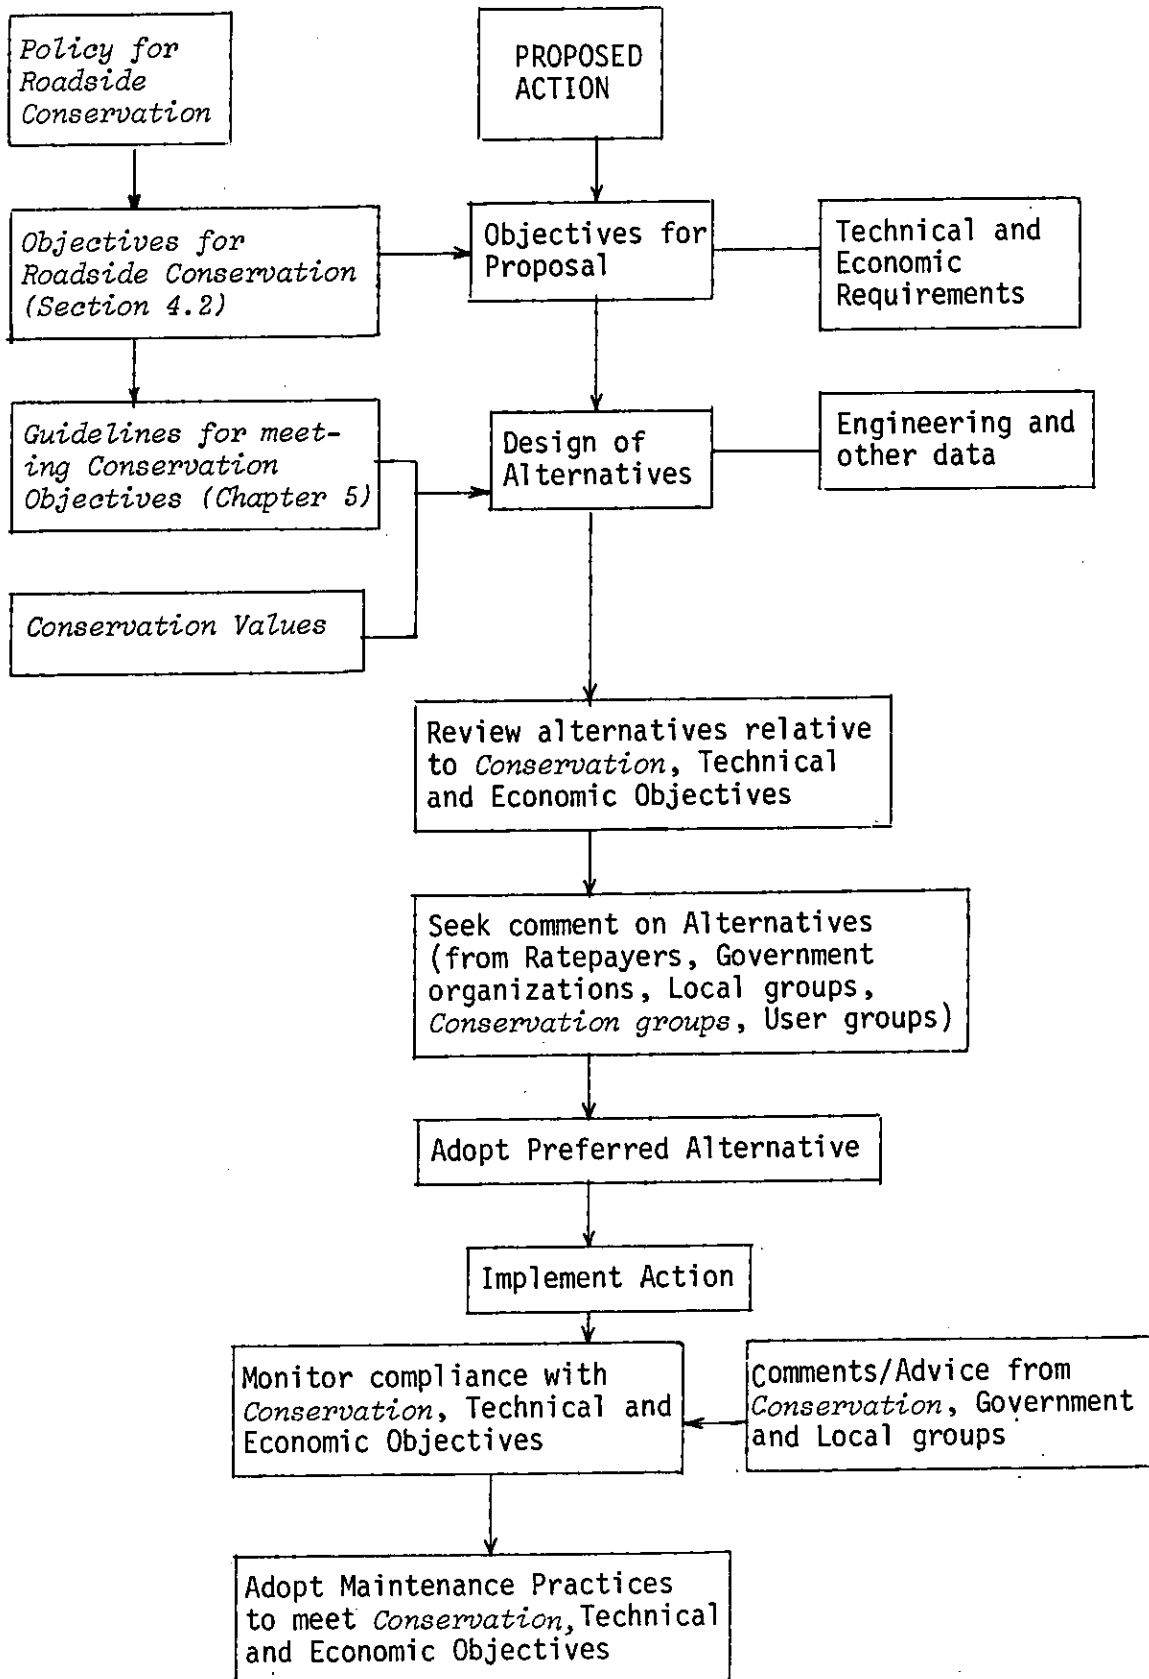 Policy for
Roadside
Conservation
PROPOSED
ACTION
Objectives for
Roadside Conservation
(Section 4.2)
Objectives for
Proposal
Technical and
Economic
Requirements
Guidelines for meet-
ing Conservation
Objectives (Chapter 5)
Design of
Alternatives
Engineering and
other data
Conservation Values
Review alternatives relative
to Conservation, Technical
and Economic Objectives
Seek comment on Alternatives
(from Ratepayers, Government
organizations, Local groups,
Conservation groups, User groups)
Adopt Preferred Alternative
Implement Action
Monitor compliance with
Conservation, Technical and
Economic Objectives
Comments/Advice from
Conservation, Government
and Local groups
Adopt Maintenance Practices
to meet Conservation, Technical
and Economic Objectives